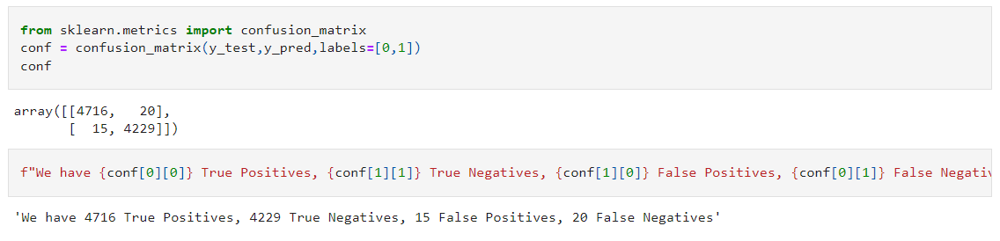 from sklearn.metrics import confusion_matrix
conf = confusion_matrix(y_test,y_pred,labels=[0,1])
conf
array([[4716,   20],
       [  15, 4229]])
f"We have {conf[0][0]} True Positives, {conf[1][1]} True Negatives, {conf[1][0]} False Positives, {conf[0][1]} False Negativ
'We have 4716 True Positives, 4229 True Negatives, 15 False Positives, 20 False Negatives'